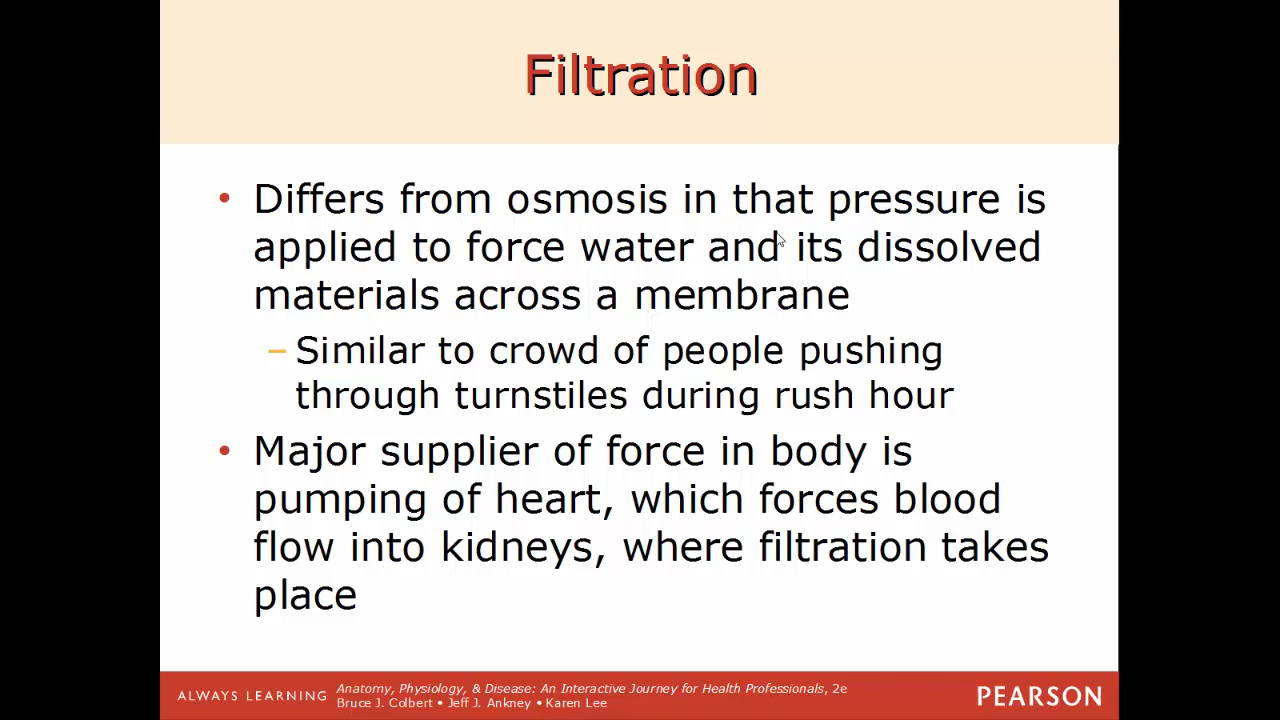 Filtration
• Differs from osmosis in that pressure is
applied to force water and its dissolved
materials across a membrane
– Similar to crowd of people pushing
through turnstiles during rush hour
• Major supplier of force in body is
pumping of heart, which forces blood
flow into kidneys, where filtration takes
place
ALWAYS LEARNING
Anatomy, Physiology, & Disease: An Interactive Journey for Health Professionals, 2e
Bruce J. Colbert • Jeff J. Ankney • Karen Lee
PEARSON